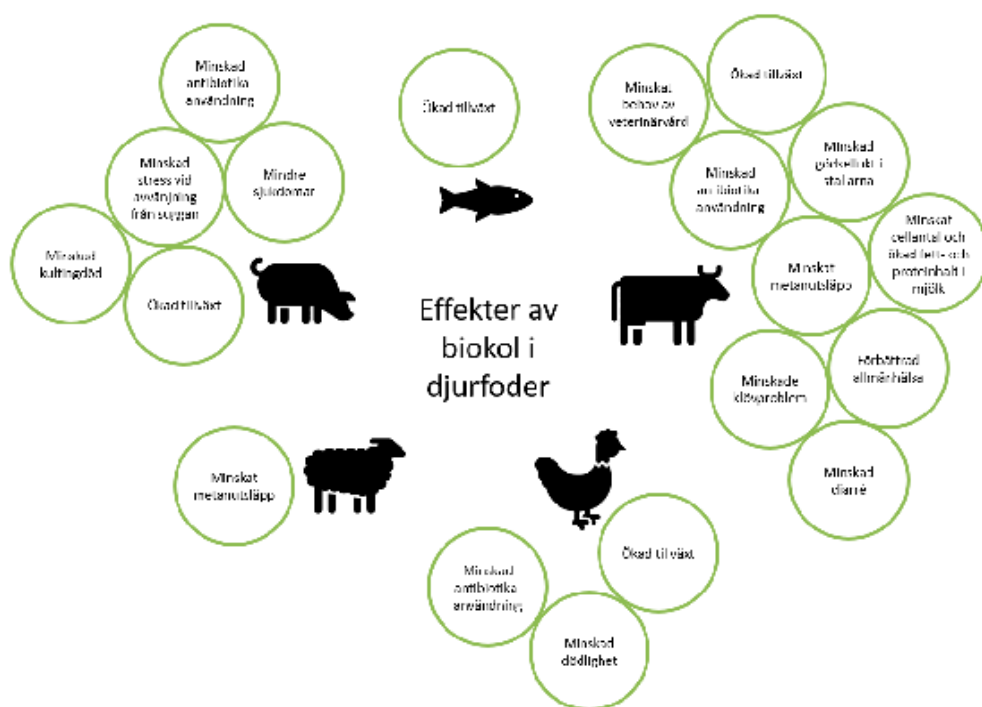 Minskad
antibiotika
användning
Minskad
stress vid
avvänjning
från suggan
Mindre
sjukdomar
Minskad
kultingdöd
Ökad tillväxt
Ökad tillväxt
Minskat
behov av
veterinärvård
Ökad tillväxt
Minskad
antibiotika
användning
Minskad
gödsellukt i
stallarna
Minskat
metanutsläpp
Minskat
cellantal och
ökad fett- och
proteinhalt i
mjölk
Minskade
klövproblem
Förbättrad
allmänhälsa
Minskad
diarré
Effekter av
biokol i
djurfoder
Minskat
metanutsläpp
Minskad
antibiotika
användning
Ökad tillväxt
Minskad
dödlighet